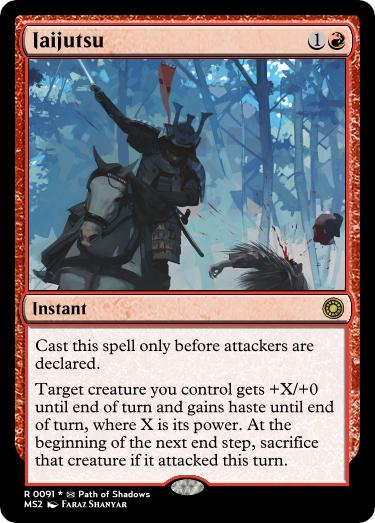 Iaijutsu 1
Instant
Cast this spell only before attackers are
declared.
Target creature you control gets +X/+0
until end of turn and gains haste until end
of turn, where X is its power. At the
beginning of the next end step, sacrifice
that creature if it attacked this turn.
R 0091 * Path of Shadows
MS2 Faraz Shanyar